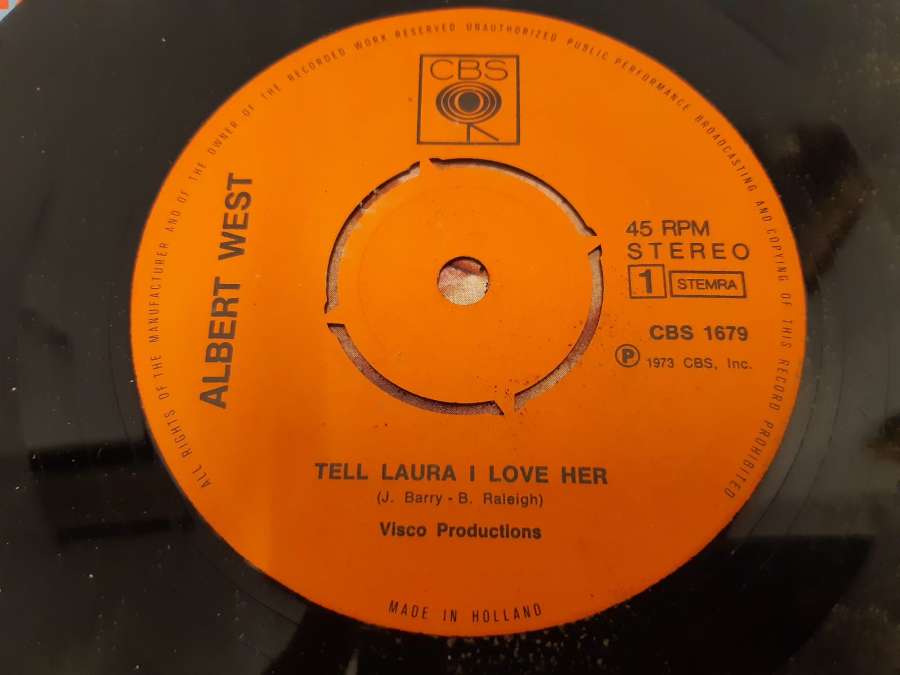 ALL RIGHTS OF THE MANUFACTURER AND OF THE OWNER OF THE RECORDED WORK RESERVED UNAUTHORIZED PUBLIC PERFORMANCE BROADCASTING AND COPYING OF THIS RECORD PROHIBITED
CBS
ALBERT WEST
45 RPM
STEREO
1 STEMRA
CBS 1679
Ⓟ 1973 CBS, Inc.
TELL LAURA I LOVE HER
(J. Barry - B. Raleigh)
Visco Productions
MADE IN HOLLAND